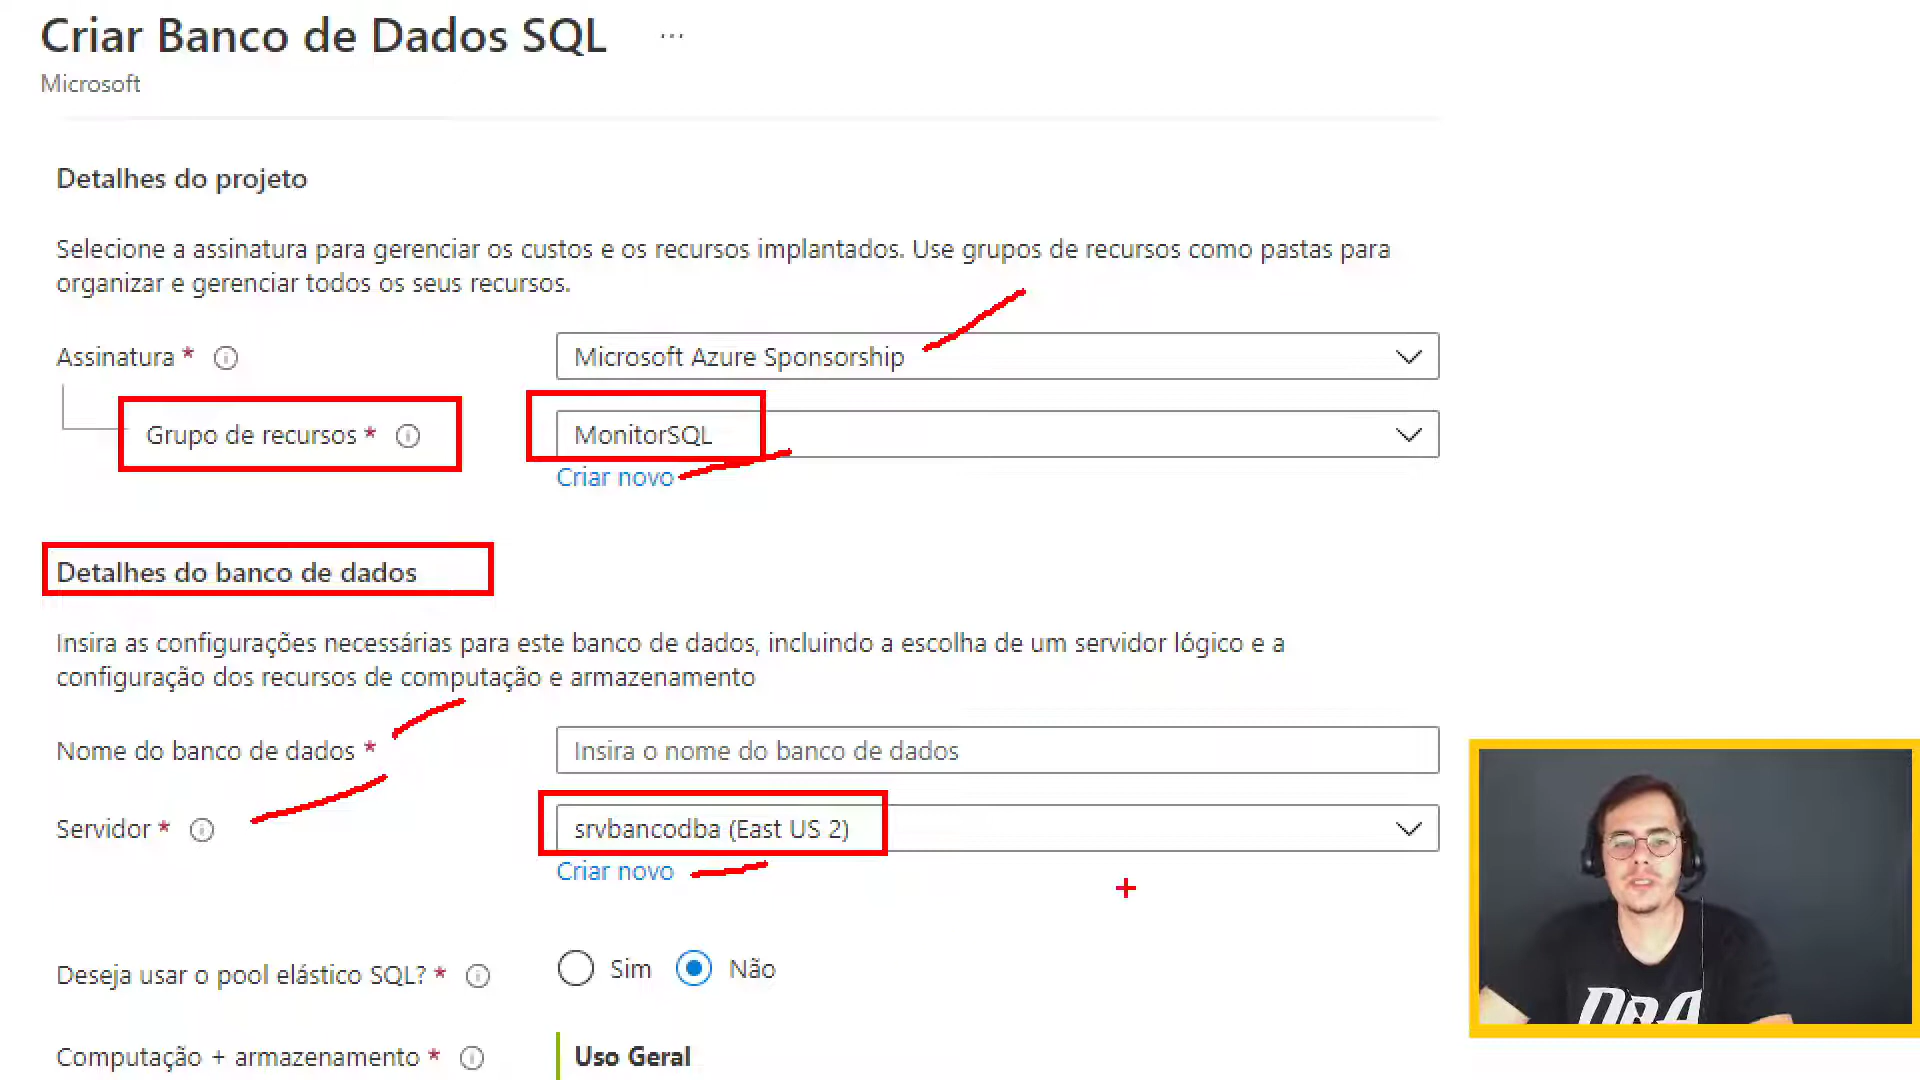 Criar Banco de Dados SQL ...
Microsoft
Detalhes do projeto
Selecione a assinatura para gerenciar os custos e os recursos implantados. Use grupos de recursos como pastas para
organizar e gerenciar todos os seus recursos.
Assinatura * Microsoft Azure Sponsorship
Grupo de recursos * MonitorSQL
Criar novo
Detalhes do banco de dados
Insira as configurações necessárias para este banco de dados, incluindo a escolha de um servidor lógico e a
configuração dos recursos de computação e armazenamento
Nome do banco de dados * Insira o nome do banco de dados
Servidor * srvbancodba (East US 2)
Criar novo
Deseja usar o pool elástico SQL? * Sim Não
Computação + armazenamento * Uso Geral
DBA